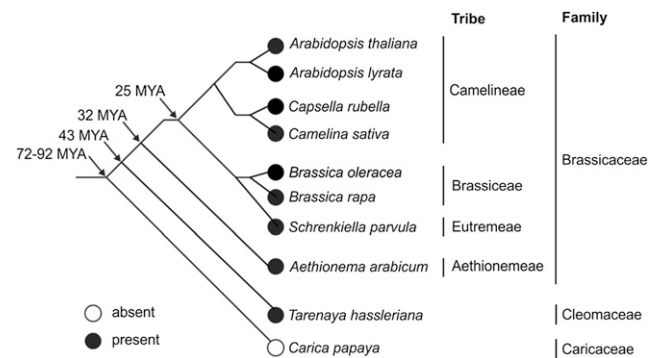 Tribe Family
Arabidopsis thaliana
Arabidopsis lyrata
25 MYA
Camelineae
Capsella rubella
32 MYA
Camelina sativa
43 MYA
72-92 MYA
Brassicaceae
Brassica oleracea
Brassiceae
Brassica rapa
Schrenkiella parvula Eutremeae
Aethionema arabicum Aethionemeae
absent
Tarenaya hassleriana Cleomaceae
present
Carica papaya Caricaceae